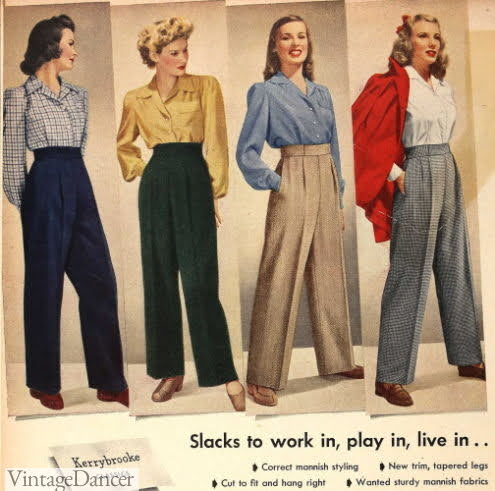 Slacks to work in, play in, live in . .
Kerrybrooke
Correct mannish styling
New trim, tapered legs
Cut to fit and hang right
Wanted sturdy mannish fabrics
VintageDancer